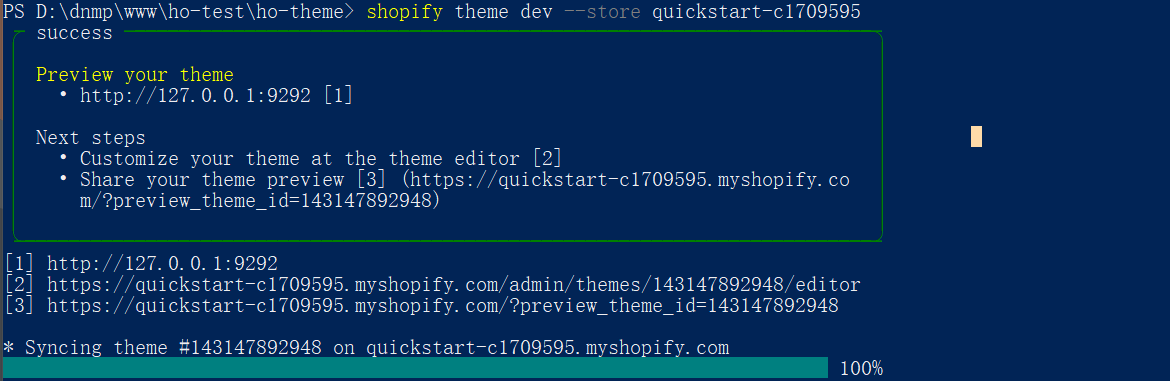 PS D:\dnmp\www\ho-test\ho-theme> shopify theme dev --store quickstart-c1709595
success
Preview your theme
• http://127.0.0.1:9292 [1]
Next steps
• Customize your theme at the theme editor [2]
• Share your theme preview [3] (https://quickstart-c1709595.myshopify.co
m/?preview_theme_id=143147892948)
[1] http://127.0.0.1:9292
[2] https://quickstart-c1709595.myshopify.com/admin/themes/143147892948/editor
[3] https://quickstart-c1709595.myshopify.com/?preview_theme_id=143147892948
* Syncing theme #143147892948 on quickstart-c1709595.myshopify.com
100%